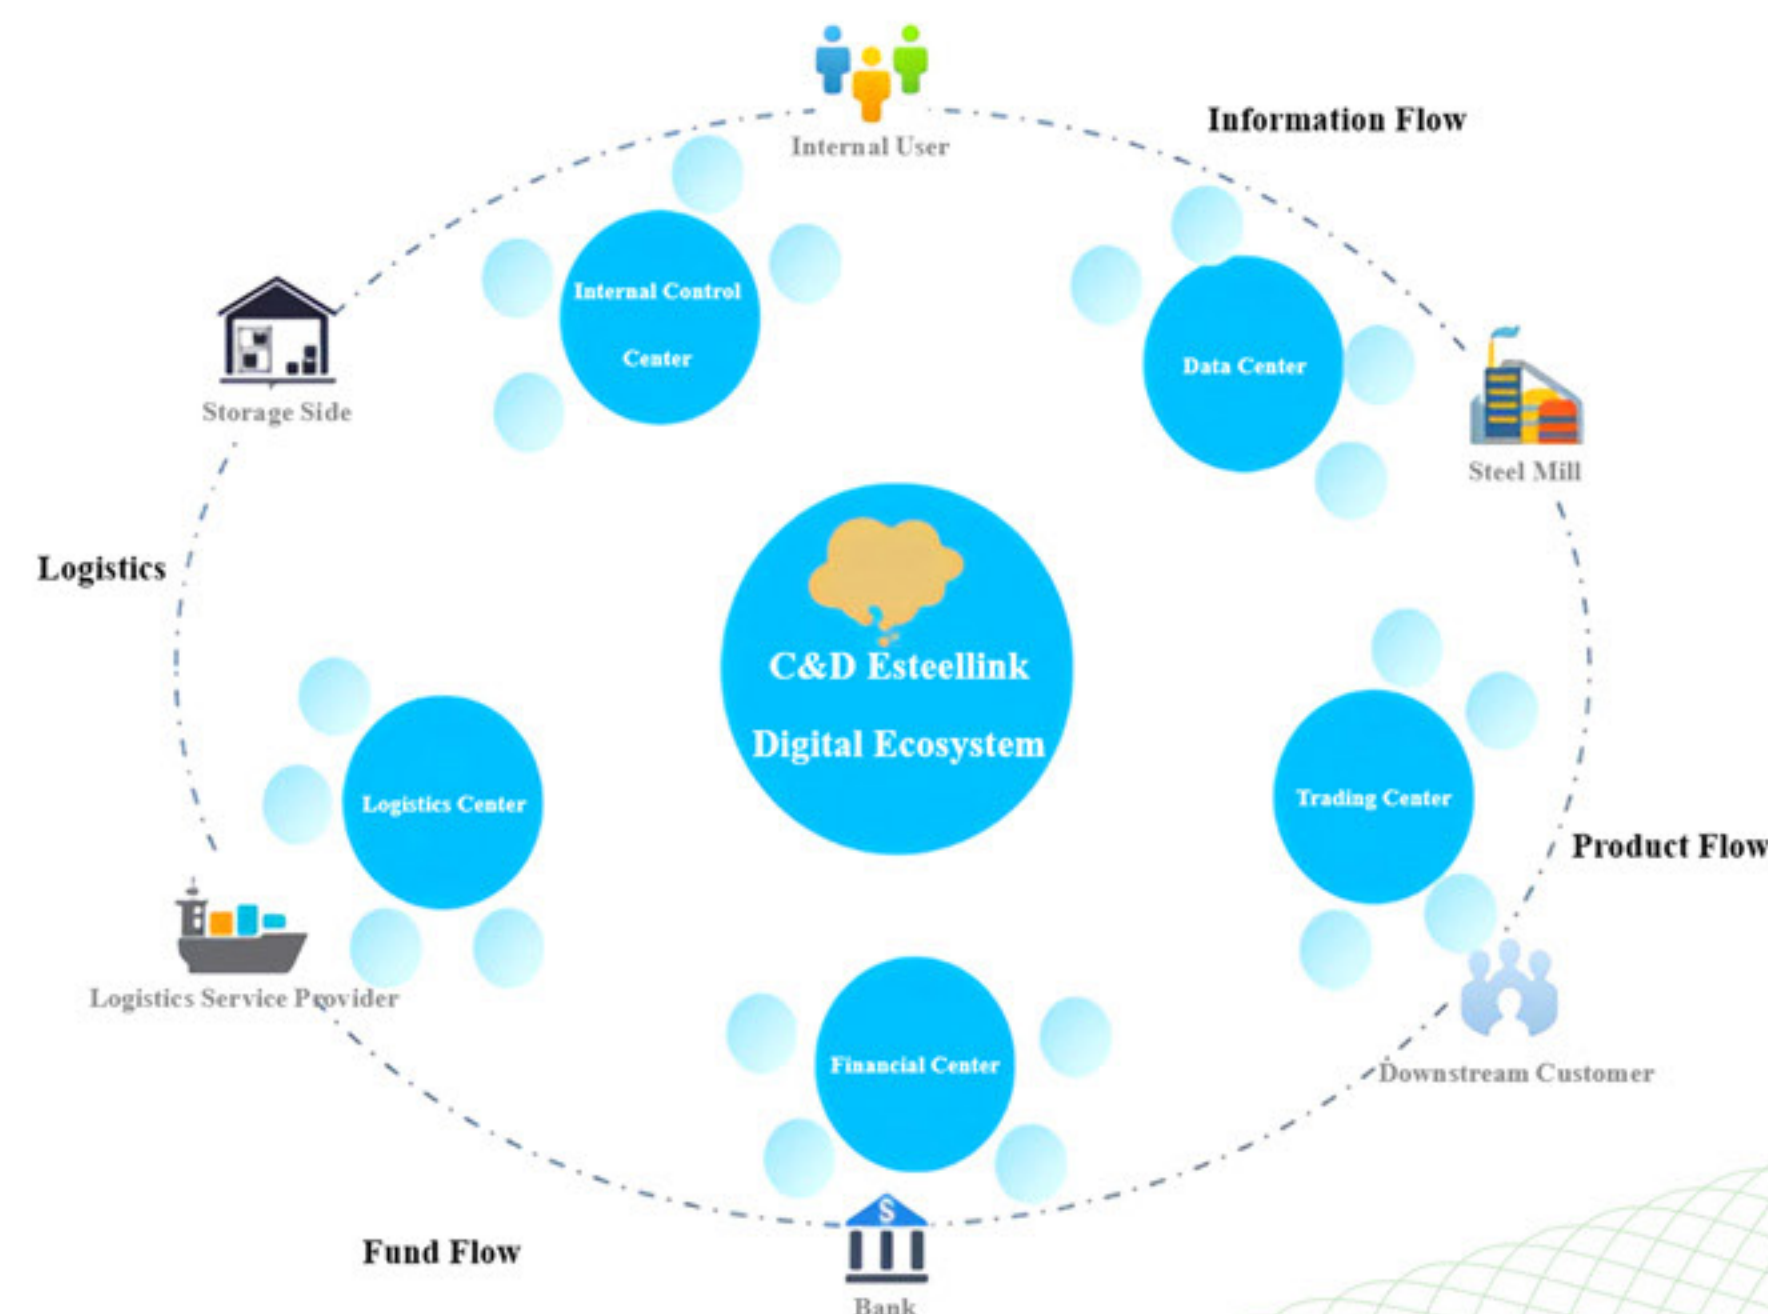 Information Flow
Internal User
Internal Control
Center
Data Center
Storage Side
Steel Mill
Logistics
C&D Esteellink
Digital Ecosystem
Logistics Center
Trading Center
Product Flow
Logistics Service Provider
Financial Center
Downstream Customer
Fund Flow
$
Bank